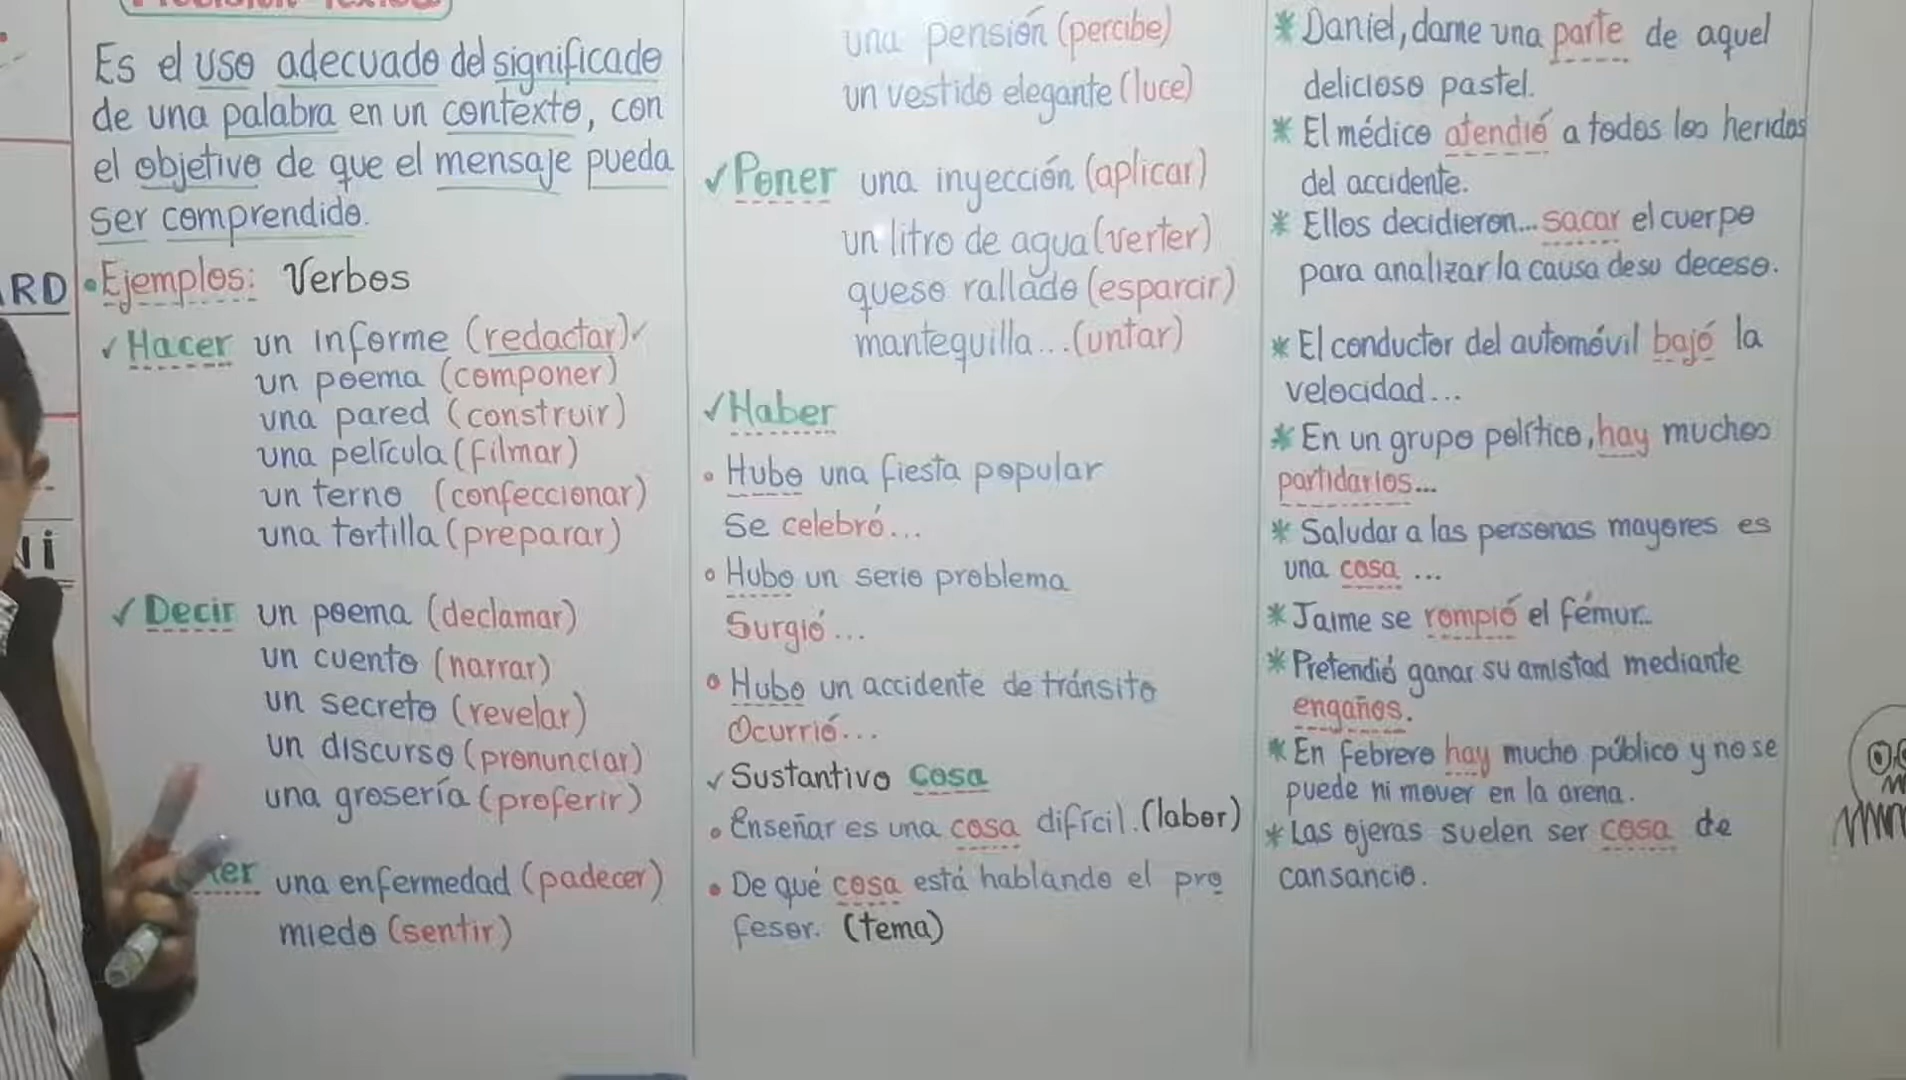 Precisión Textual
Es el uso adecuado del significado
de una palabra en un contexto, con
el objetivo de que el mensaje pueda
ser comprendido.
•Ejemplos: Verbos
✓Hacer un informe (redactar)✓
un poema (componer)
una pared (construir)
una película (filmar)
un terno (confeccionar)
una tortilla (preparar)
✓Decir un poema (declamar)
un cuento (narrar)
un secreto (revelar)
un discurso (pronunciar)
una grosería (proferir)
una enfermedad (padecer)
miedo (sentir)
una pensión (percibe)
un vestido elegante (luce)
✓Poner una inyección (aplicar)
un litro de agua (verter)
queso rallado (esparcir)
mantequilla...(untar)
✓Haber
• Hubo una fiesta popular
Se celebró...
• Hubo un serio problema
Surgió...
• Hubo un accidente de tránsito
Ocurrió...
✓Sustantivo Cosa
• Enseñar es una cosa difícil. (labor)
• De qué cosa está hablando el pro
fesor. (tema)
* Daniel, dame una parte de aquel
delicioso pastel.
* El médico atendió a todos los heridos
del accidente.
* Ellos decidieron... sacar el cuerpo
para analizar la causa de su deceso.
* El conductor del automóvil bajó la
velocidad...
* En un grupo político, hay muchos
partidarios...
* Saludar a las personas mayores es
una cosa ...
* Jaime se rompió el fémur...
* Pretendió ganar su amistad mediante
engaños.
* En febrero hay mucho público y no se
puede ni mover en la arena.
* Las ojeras suelen ser cosa de
cansancio.
ARD